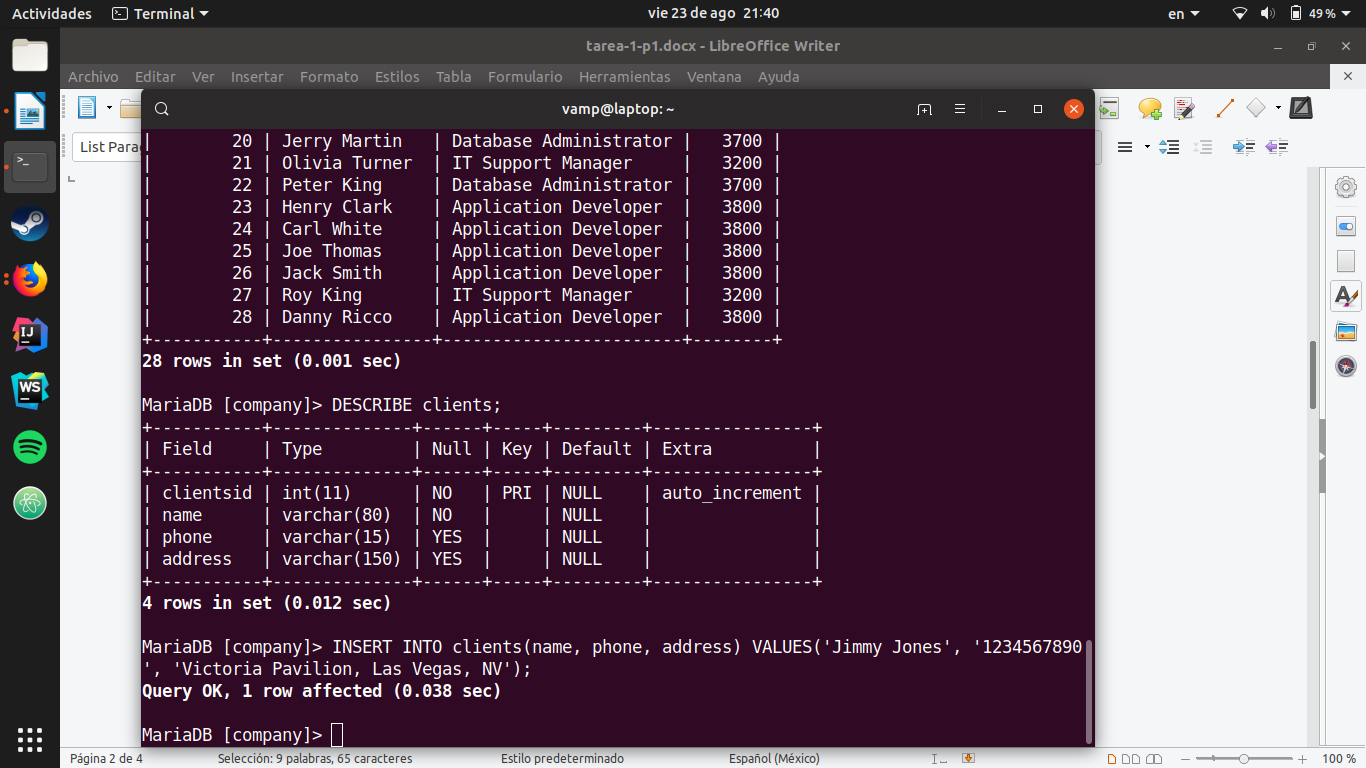 Actividades Terminal vie 23 de ago 21:40 en 49 %
tarea-1-p1.docx - LibreOffice Writer
Archivo Editar Ver Insertar Formato Estilos Tabla Formulario Herramientas Ventana Ayuda
vamp@laptop: ~
List Para
| 20 | Jerry Martin | Database Administrator | 3700 |
| 21 | Olivia Turner | IT Support Manager | 3200 |
| 22 | Peter King | Database Administrator | 3700 |
| 23 | Henry Clark | Application Developer | 3800 |
| 24 | Carl White | Application Developer | 3800 |
| 25 | Joe Thomas | Application Developer | 3800 |
| 26 | Jack Smith | Application Developer | 3800 |
| 27 | Roy King | IT Support Manager | 3200 |
| 28 | Danny Ricco | Application Developer | 3800 |
+-----------+----------------+------------------------+--------+
28 rows in set (0.001 sec)
MariaDB [company]> DESCRIBE clients;
+-----------+--------------+------+-----+---------+----------------+
| Field | Type | Null | Key | Default | Extra |
+-----------+--------------+------+-----+---------+----------------+
| clientsid | int(11) | NO | PRI | NULL | auto_increment |
| name | varchar(80) | NO | | NULL | |
| phone | varchar(15) | YES | | NULL | |
| address | varchar(150) | YES | | NULL | |
+-----------+--------------+------+-----+---------+----------------+
4 rows in set (0.012 sec)
MariaDB [company]> INSERT INTO clients(name, phone, address) VALUES('Jimmy Jones', '1234567890
', 'Victoria Pavilion, Las Vegas, NV');
Query OK, 1 row affected (0.038 sec)
MariaDB [company]>
Página 2 de 4 Selección: 9 palabras, 65 caracteres Estilo predeterminado Español (México) 100 %
IJ
WS